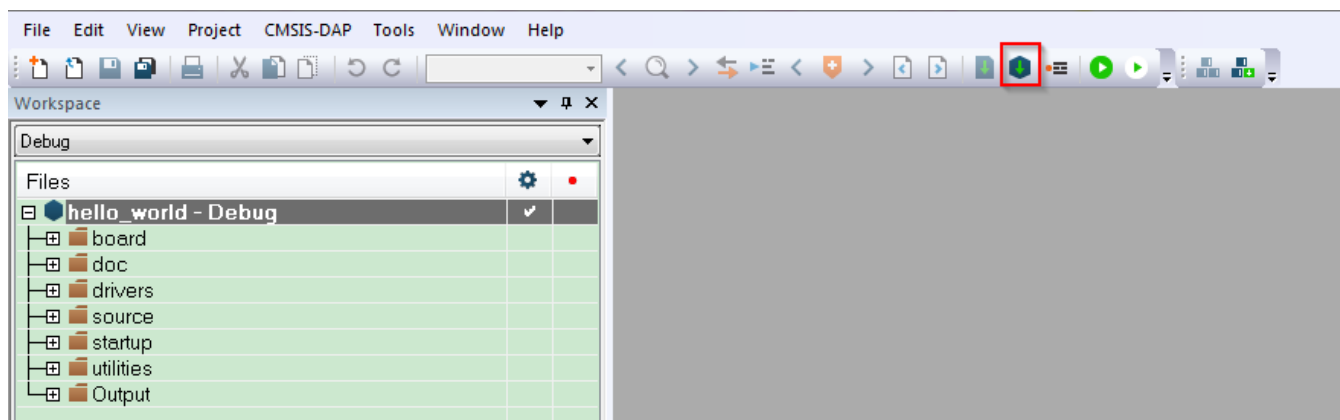 File Edit View Project CMSIS-DAP Tools Window Help
Workspace
Debug
Files
hello_world - Debug
board
doc
drivers
source
startup
utilities
Output